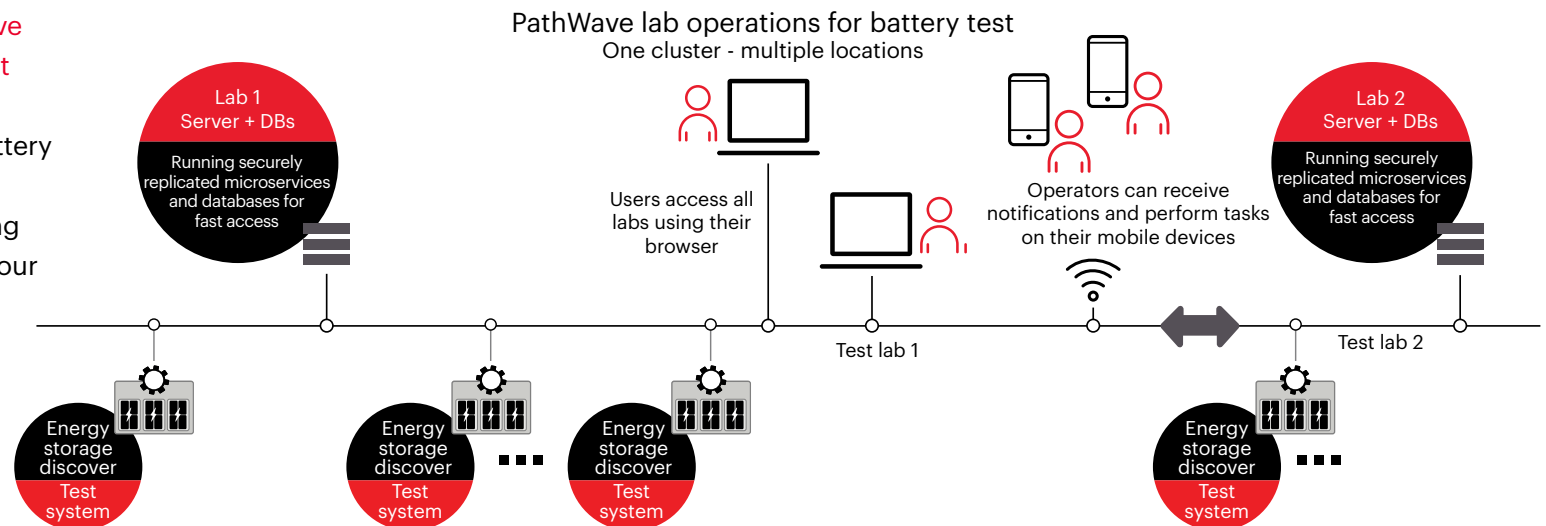 ve
t
ttery
ng
our
PathWave lab operations for battery test
One cluster - multiple locations
Lab 1
Server + DBs
Running securely
replicated microservices
and databases for
fast access
Users access all
labs using their
browser
Operators can receive
notifications and perform tasks
on their mobile devices
Lab 2
Server + DBs
Running securely
replicated microservices
and databases for
fast access
Test lab 1
Test lab 2
Energy
storage
discover
Test
system
Energy
storage
discover
Test
system
Energy
storage
discover
Test
system
Energy
storage
discover
Test
system